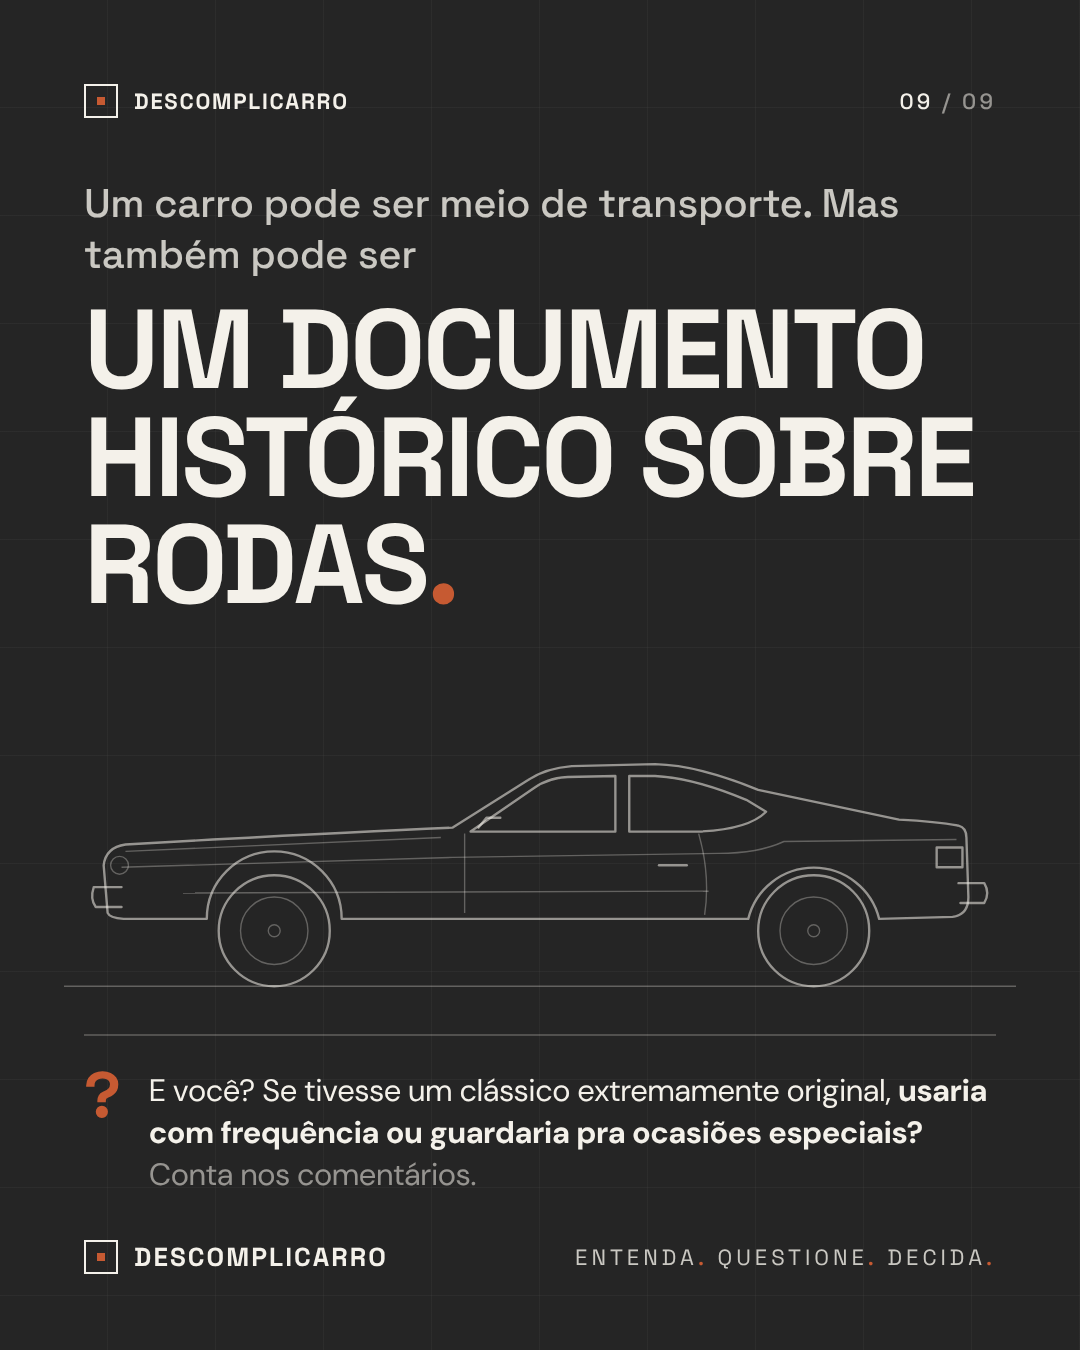 DESCOMPLICARRO
09 / 09
Um carro pode ser meio de transporte. Mas
também pode ser
UM DOCUMENTO
HISTÓRICO SOBRE
RODAS.
? E você? Se tivesse um clássico extremamente original, usaria
com frequência ou guardaria pra ocasiões especiais?
Conta nos comentários.
DESCOMPLICARRO
ENTENDA. QUESTIONE. DECIDA.